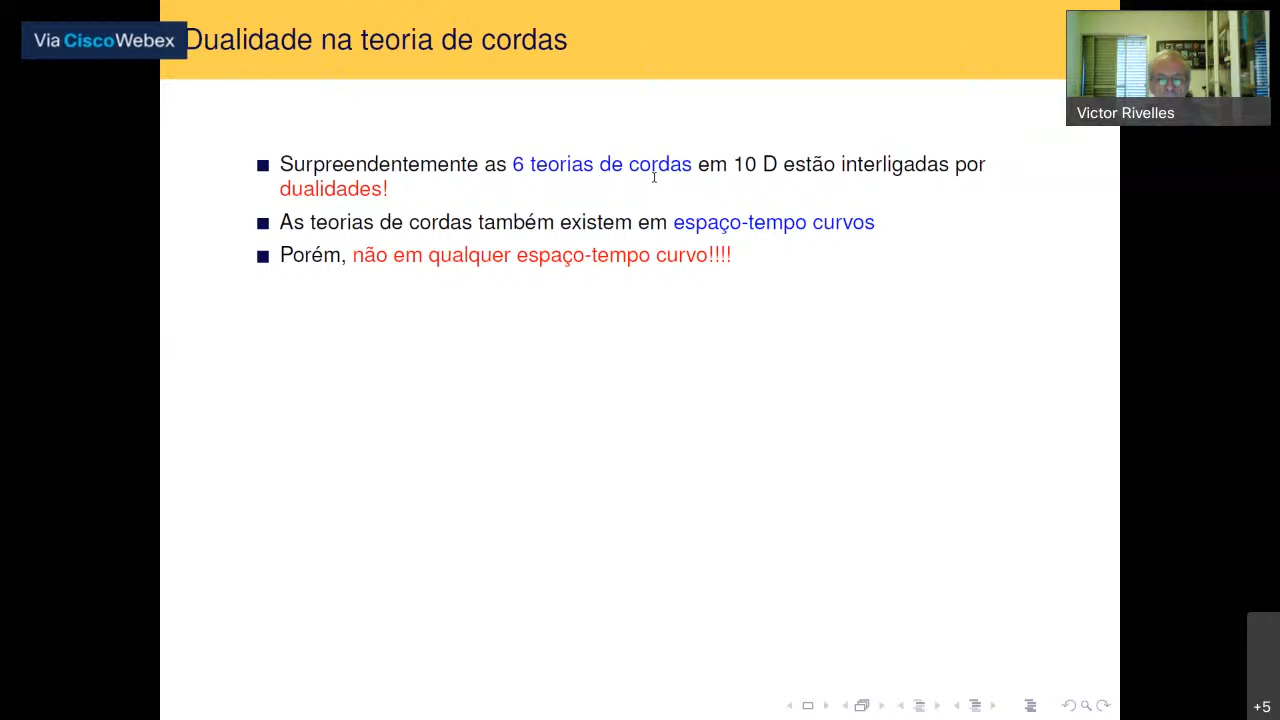 Via CiscoWebex
Dualidade na teoria de cordas
Victor Rivelles
Surpreendentemente as 6 teorias de cordas em 10 D estão interligadas por
dualidades!
As teorias de cordas também existem em espaço-tempo curvos
Porém, não em qualquer espaço-tempo curvo!!!!
+5